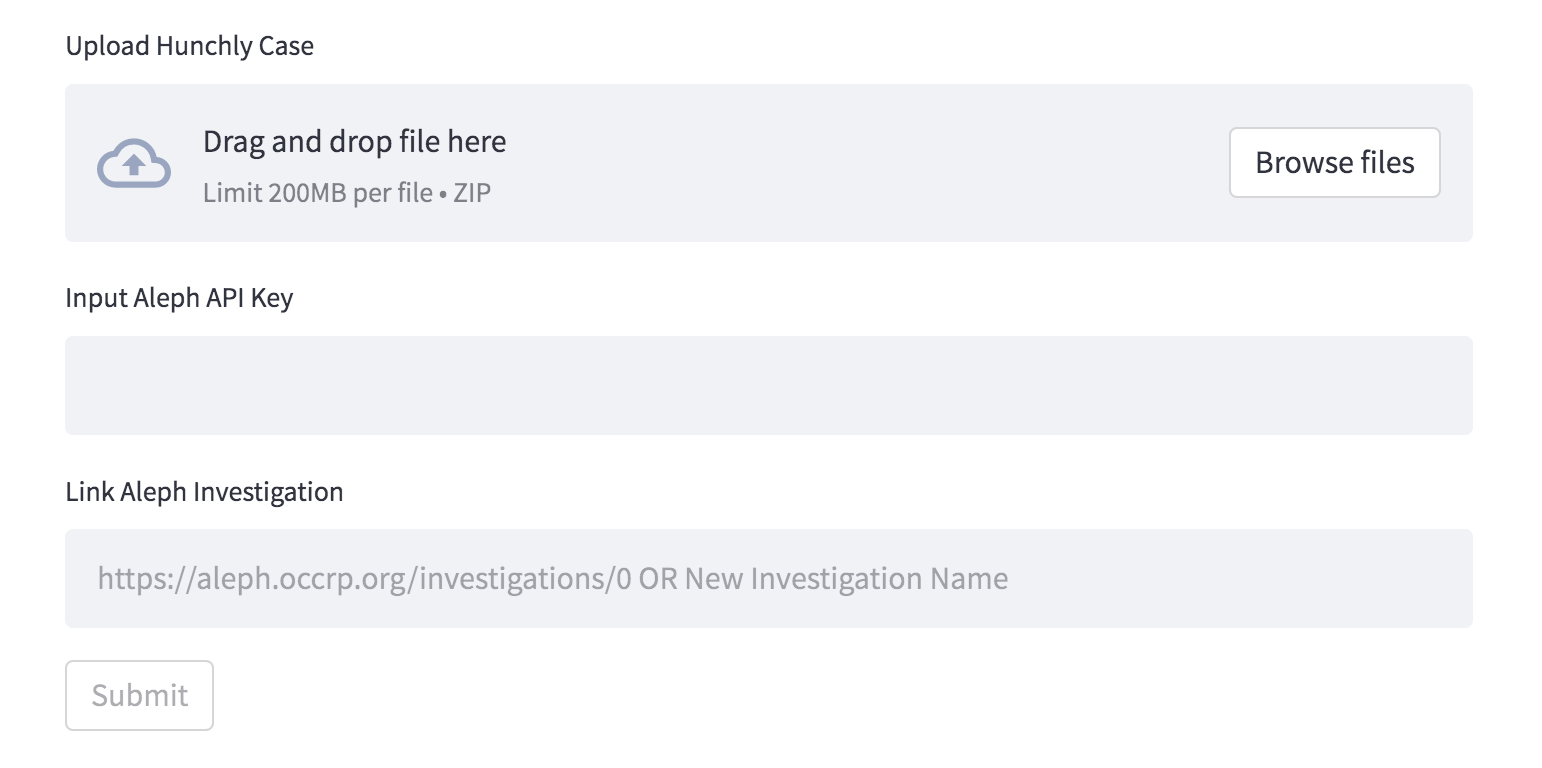 Upload Hunchly Case
Drag and drop file here
Limit 200MB per file • ZIP
Browse files
Input Aleph API Key
Link Aleph Investigation
https://aleph.occrp.org/investigations/0 OR New Investigation Name
Submit